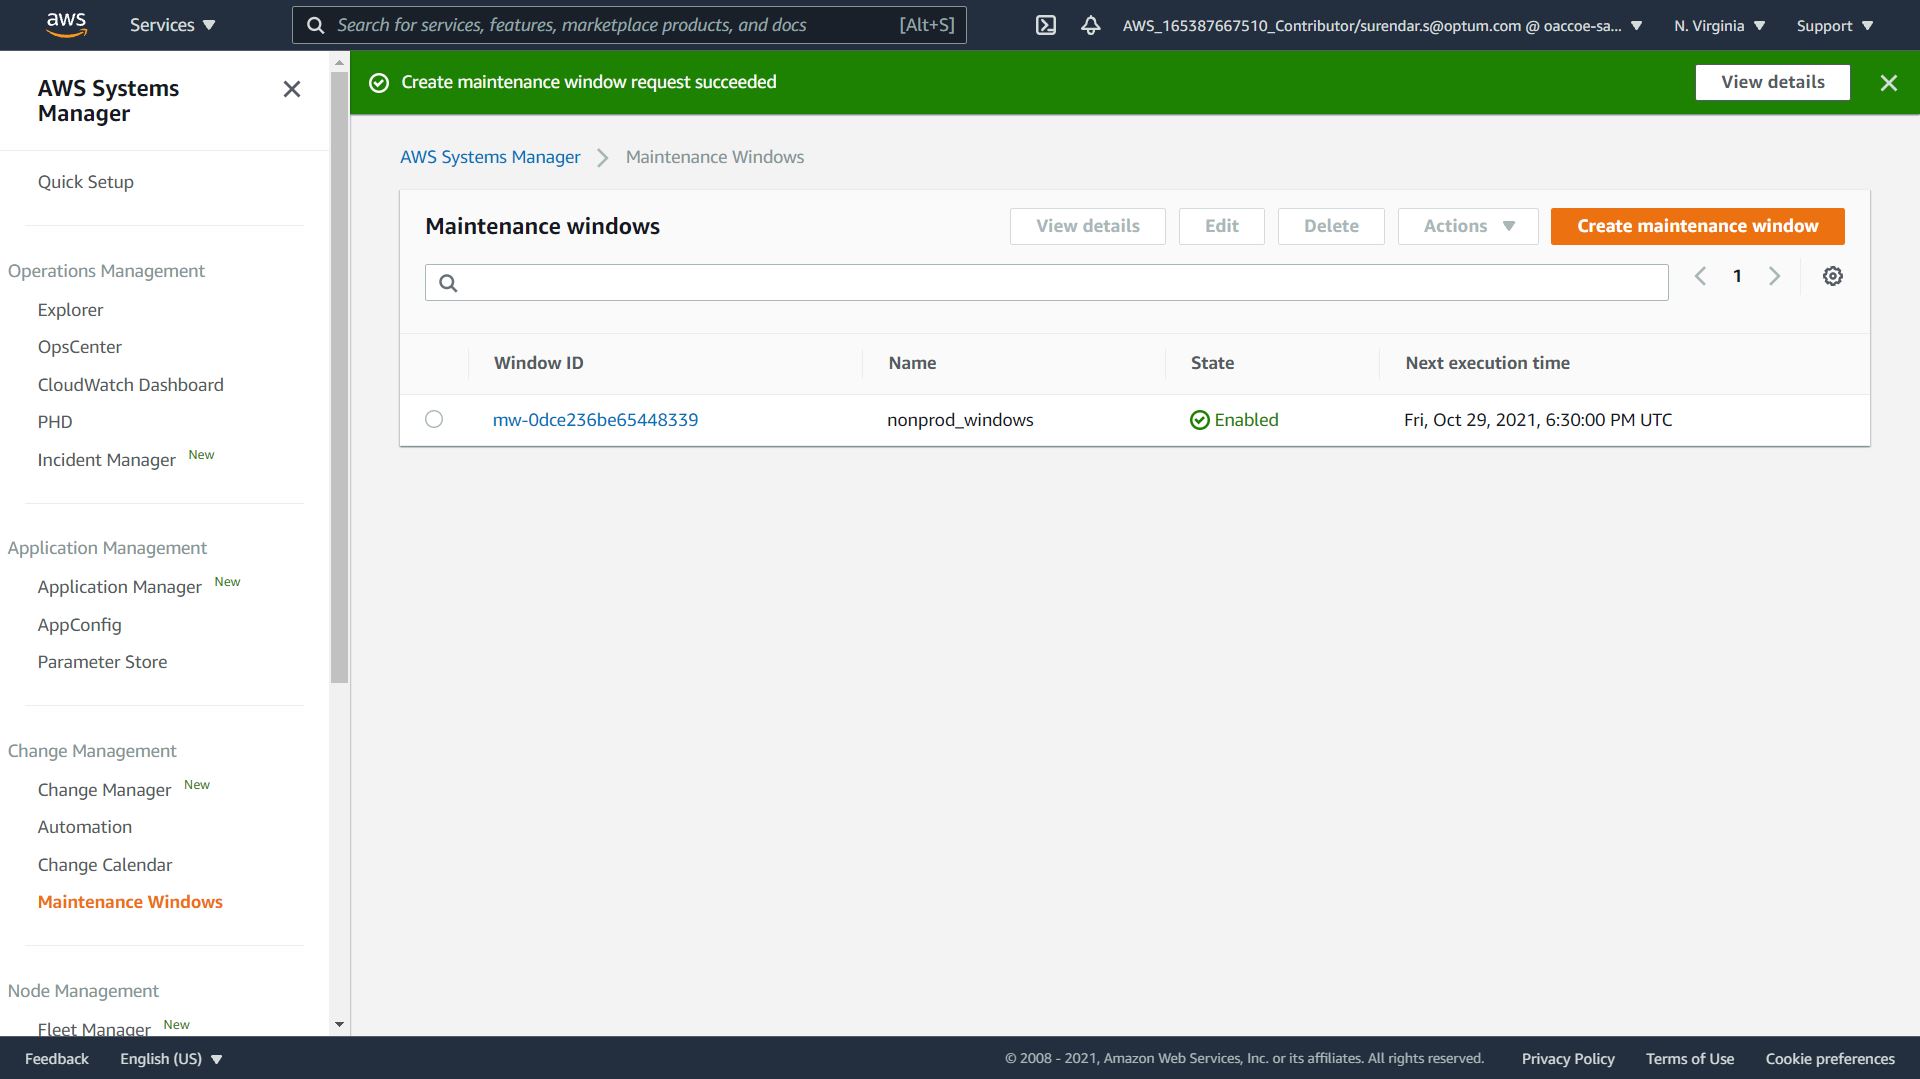 aws
Services
Search for services, features, marketplace products, and docs [Alt+S]
AWS_165387667510_Contributor/surendar.s@optum.com @ oaccoe-sa...
N. Virginia
Support
AWS Systems
Manager
Quick Setup
Operations Management
Explorer
OpsCenter
CloudWatch Dashboard
PHD
Incident Manager New
Application Management
Application Manager New
AppConfig
Parameter Store
Change Management
Change Manager New
Automation
Change Calendar
Maintenance Windows
Node Management
Fleet Manager New
Create maintenance window request succeeded
View details
AWS Systems Manager Maintenance Windows
Maintenance windows
View details Edit Delete Actions Create maintenance window
1
Window ID Name State Next execution time
mw-0dce236be65448339 nonprod_windows Enabled Fri, Oct 29, 2021, 6:30:00 PM UTC
Feedback English (US)
© 2008 - 2021, Amazon Web Services, Inc. or its affiliates. All rights reserved. Privacy Policy Terms of Use Cookie preferences